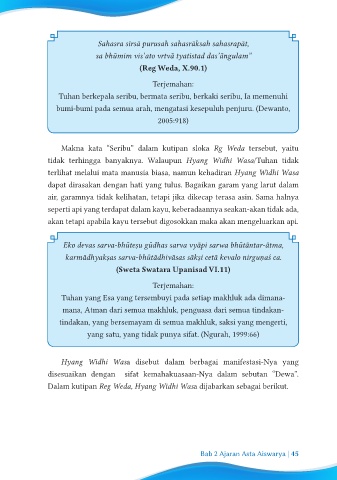 Sahasra sirsā purusah sahasrāksah sahasrapāt,
sa bhūmim vis'ato vrtvā tyatistad das'āngulam"
(Reg Weda, X.90.1)
Terjemahan:
Tuhan berkepala seribu, bermata seribu, berkaki seribu, Ia memenuhi
bumi-bumi pada semua arah, mengatasi kesepuluh penjuru. (Dewanto,
2005:918)
Makna kata "Seribu" dalam kutipan sloka Rg Weda tersebut, yaitu
tidak terhingga banyaknya. Walaupun Hyang Widhi Wasa/Tuhan tidak
terlihat melalui mata manusia biasa, namun kehadiran Hyang Widhi Wasa
dapat dirasakan dengan hati yang tulus. Bagaikan garam yang larut dalam
air, garamnya tidak kelihatan, tetapi jika dikecap terasa asin. Sama halnya
seperti api yang terdapat dalam kayu, keberadaannya seakan-akan tidak ada,
akan tetapi apabila kayu tersebut digosokkan maka akan mengeluarkan api.
Eko devas sarva-bhūteṣu gūdhas sarva vyāpi sarwa bhūtāntar-ātma,
karmādhyakṣas sarva-bhūtādhivāsas sākṣi cetā kevalo nirguṇaś ca.
(Sweta Swatara Upanisad VI.11)
Terjemahan:
Tuhan yang Esa yang tersembuyi pada setiap makhluk ada dimana-
mana, Atman dari semua makhluk, penguasa dari semua tindakan-
tindakan, yang bersemayam di semua makhluk, saksi yang mengerti,
yang satu, yang tidak punya sifat. (Ngurah, 1999:66)
Hyang Widhi Wasa disebut dalam berbagai manifestasi-Nya yang
disesuaikan dengan sifat kemahakuasaan-Nya dalam sebutan "Dewa".
Dalam kutipan Reg Weda, Hyang Widhi Wasa dijabarkan sebagai berikut.
Bab 2 Ajaran Asta Aiswarya | 45